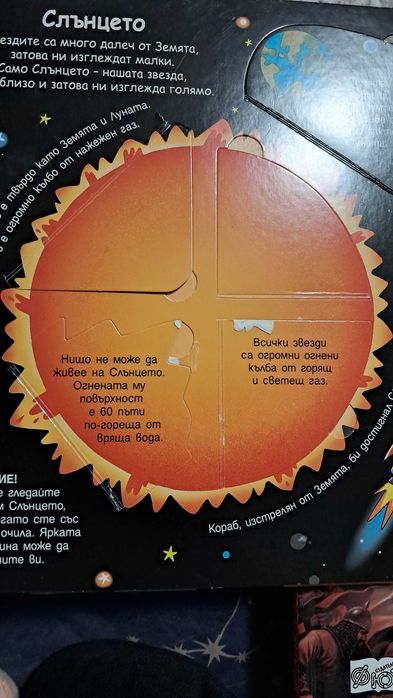 Слънцето
ездите са много далеч от Земята,
затова ни изглеждат малки.
Само Слънцето – нашата звезда,
близо и затова ни изглежда голямо.
е твърдо като Земята и Луната.
е огромно кълбо от нажежен газ.
Нищо не може да
живее на Слънцето.
Огнената му
повърхност
е 60 пъти
по-гореща от
вряща вода.
Всички звезди
са огромни огнени
кълба от горящ
и светещ газ.
ИЕ!
е гледайте
м Слънцето,
гато сте със
очила. Ярката
ина може да
ите ви.
Кораб, изстрелян от Земята, би достигнал С